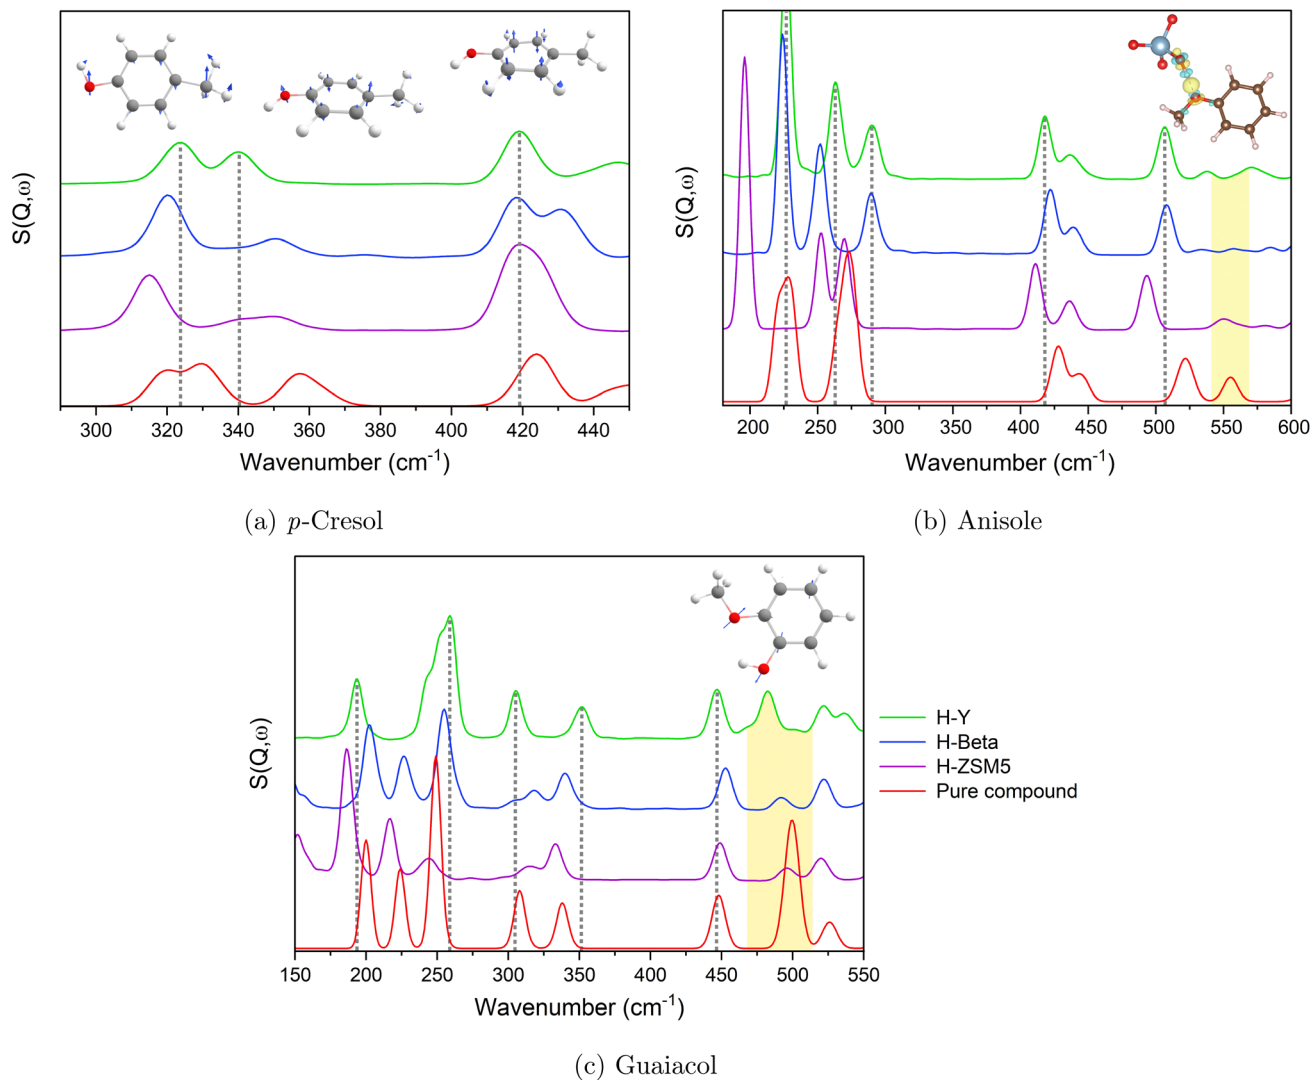 S(Q,ω)
300 320 340 360 380 400 420 440
Wavenumber (cm⁻¹)
(a) p-Cresol
S(Q,ω)
200 250 300 350 400 450 500 550 600
Wavenumber (cm⁻¹)
(b) Anisole
S(Q,ω)
150 200 250 300 350 400 450 500 550
Wavenumber (cm⁻¹)
H-Y
H-Beta
H-ZSM5
Pure compound
(c) Guaiacol